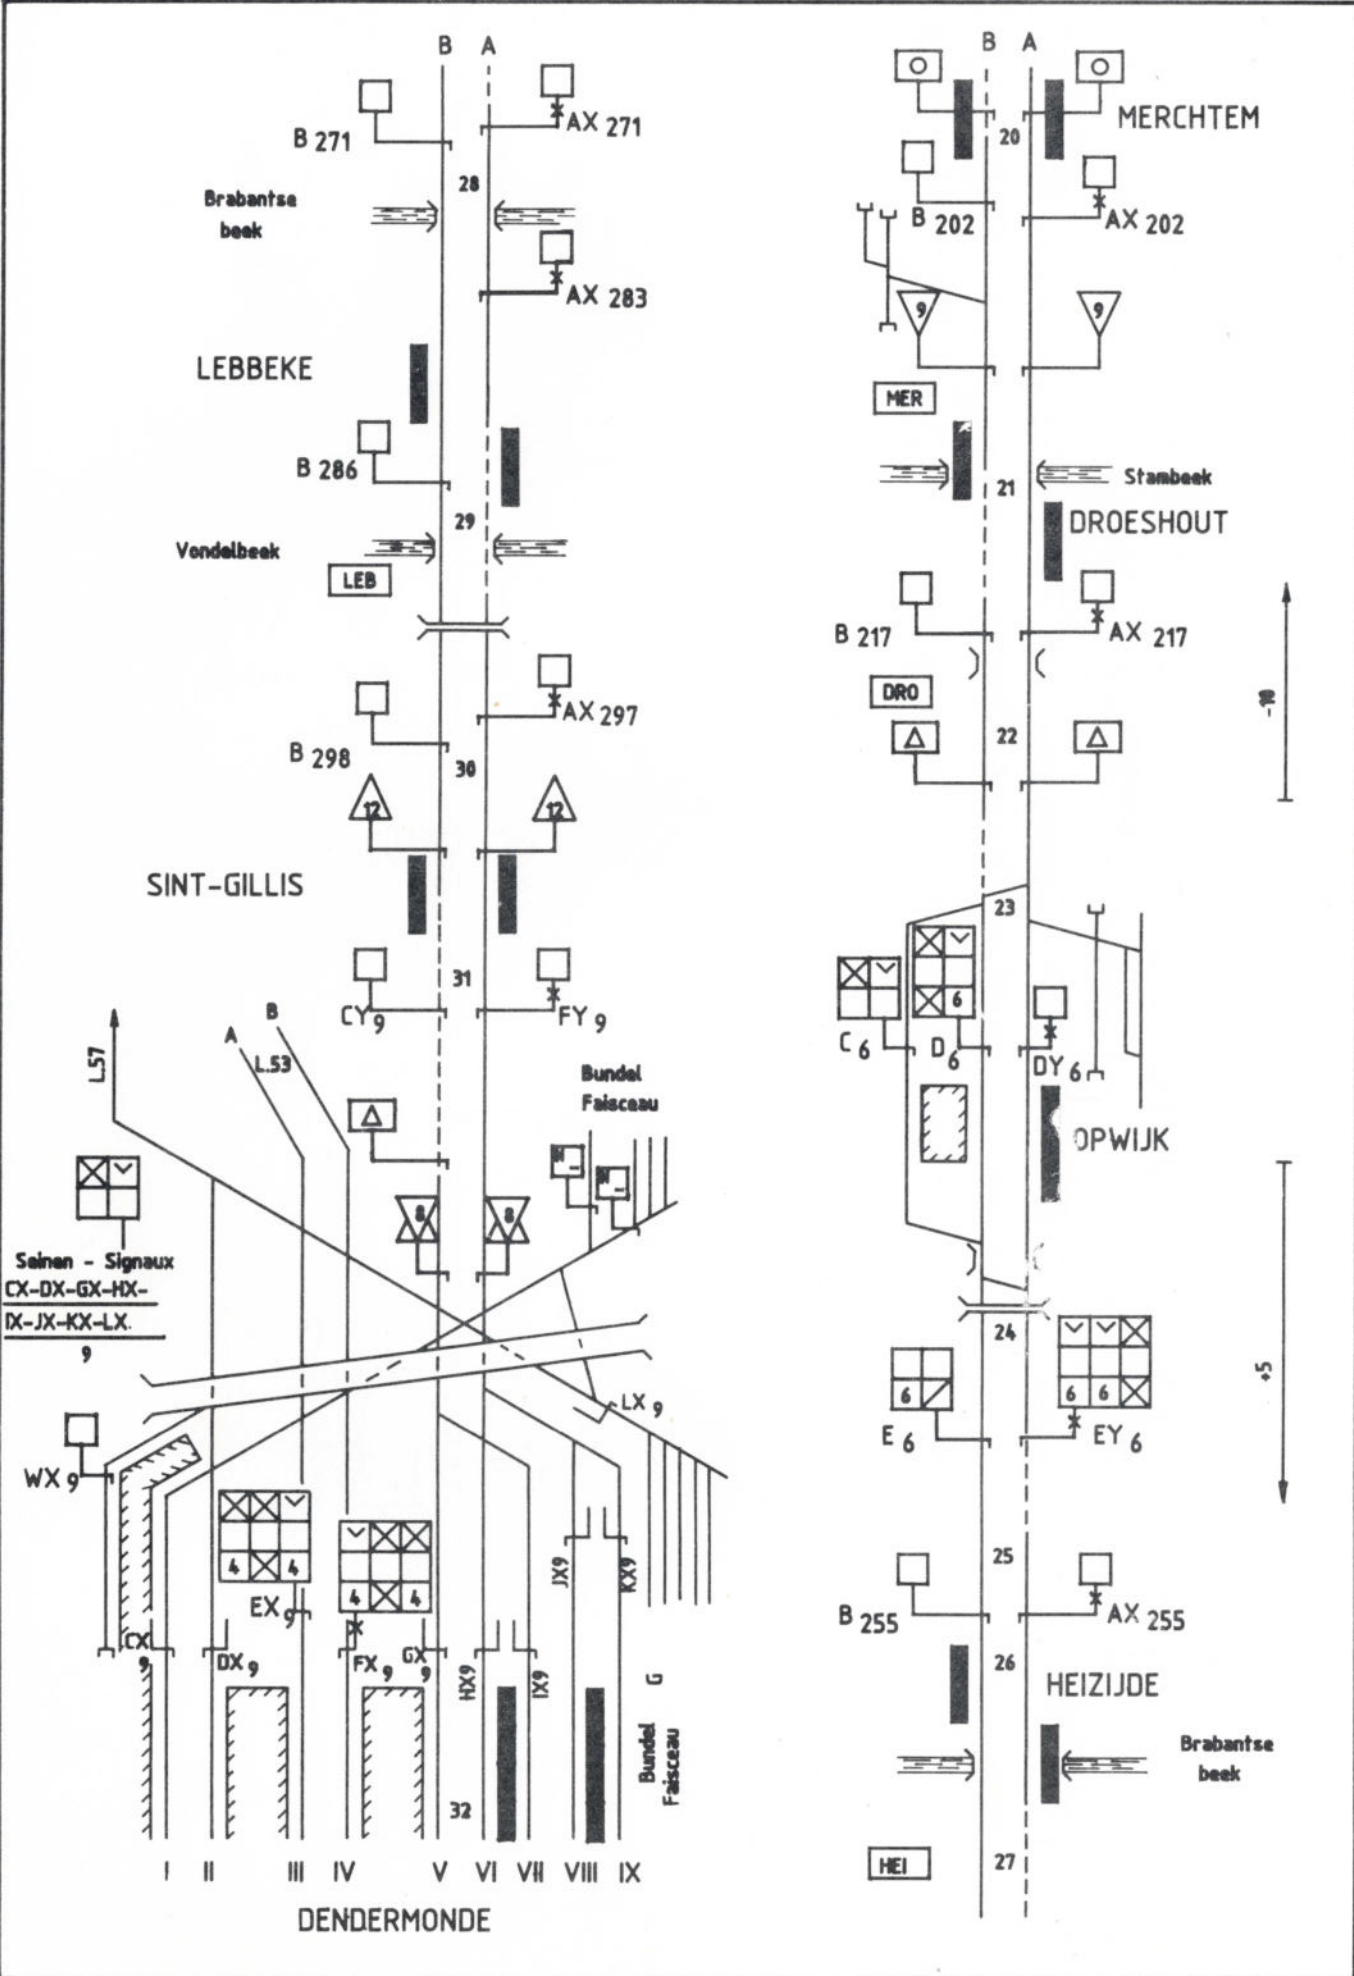 B A
B 271
AX 271
28
Brabantse
beek
AX 283
LEBBEKE
B 286
29
Vondelbeek
LEB
AX 297
B 298
30
12 12
SINT-GILLIS
31
CY 9
FY 9
B
A
L.53
L.57
Bundel
Faisceau
8 8
Seinen - Signaux
CX-DX-GX-HX-
IX-JX-KX-LX.
9
LX 9
WX 9
4 4
EX 9
4 4
JX9
KX9
CX 9
DX 9
FX 9
GX 9
HX9
IX9
G
Bundel
Faisceau
32
I II III IV V VI VII VIII IX
DENDERMONDE
B A
MERCHTEM
20
B 202
AX 202
9 9
MER
21
Stambeek
DROESHOUT
B 217
AX 217
DRO
22
-10
23
6
C 6
D 6
DY 6
OPWIJK
24
6
6 6
E 6
EY 6
+5
25
B 255
AX 255
26
HEIZIJDE
Brabantse
beek
HEI
27